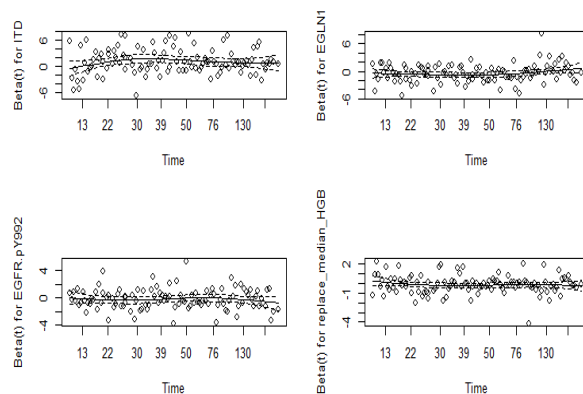 Beta(t) for ITD
6
2
-2
-6
13 22 30 39 50 76 130
Time
Beta(t) for EGLN1
6
2
-2
-6
13 22 30 39 50 76 130
Time
Beta(t) for EGFR.pY992
4
0
-4
13 22 30 39 50 76 130
Time
Beta(t) for replace_median_HGB
2
-1
-4
13 22 30 39 50 76 130
Time